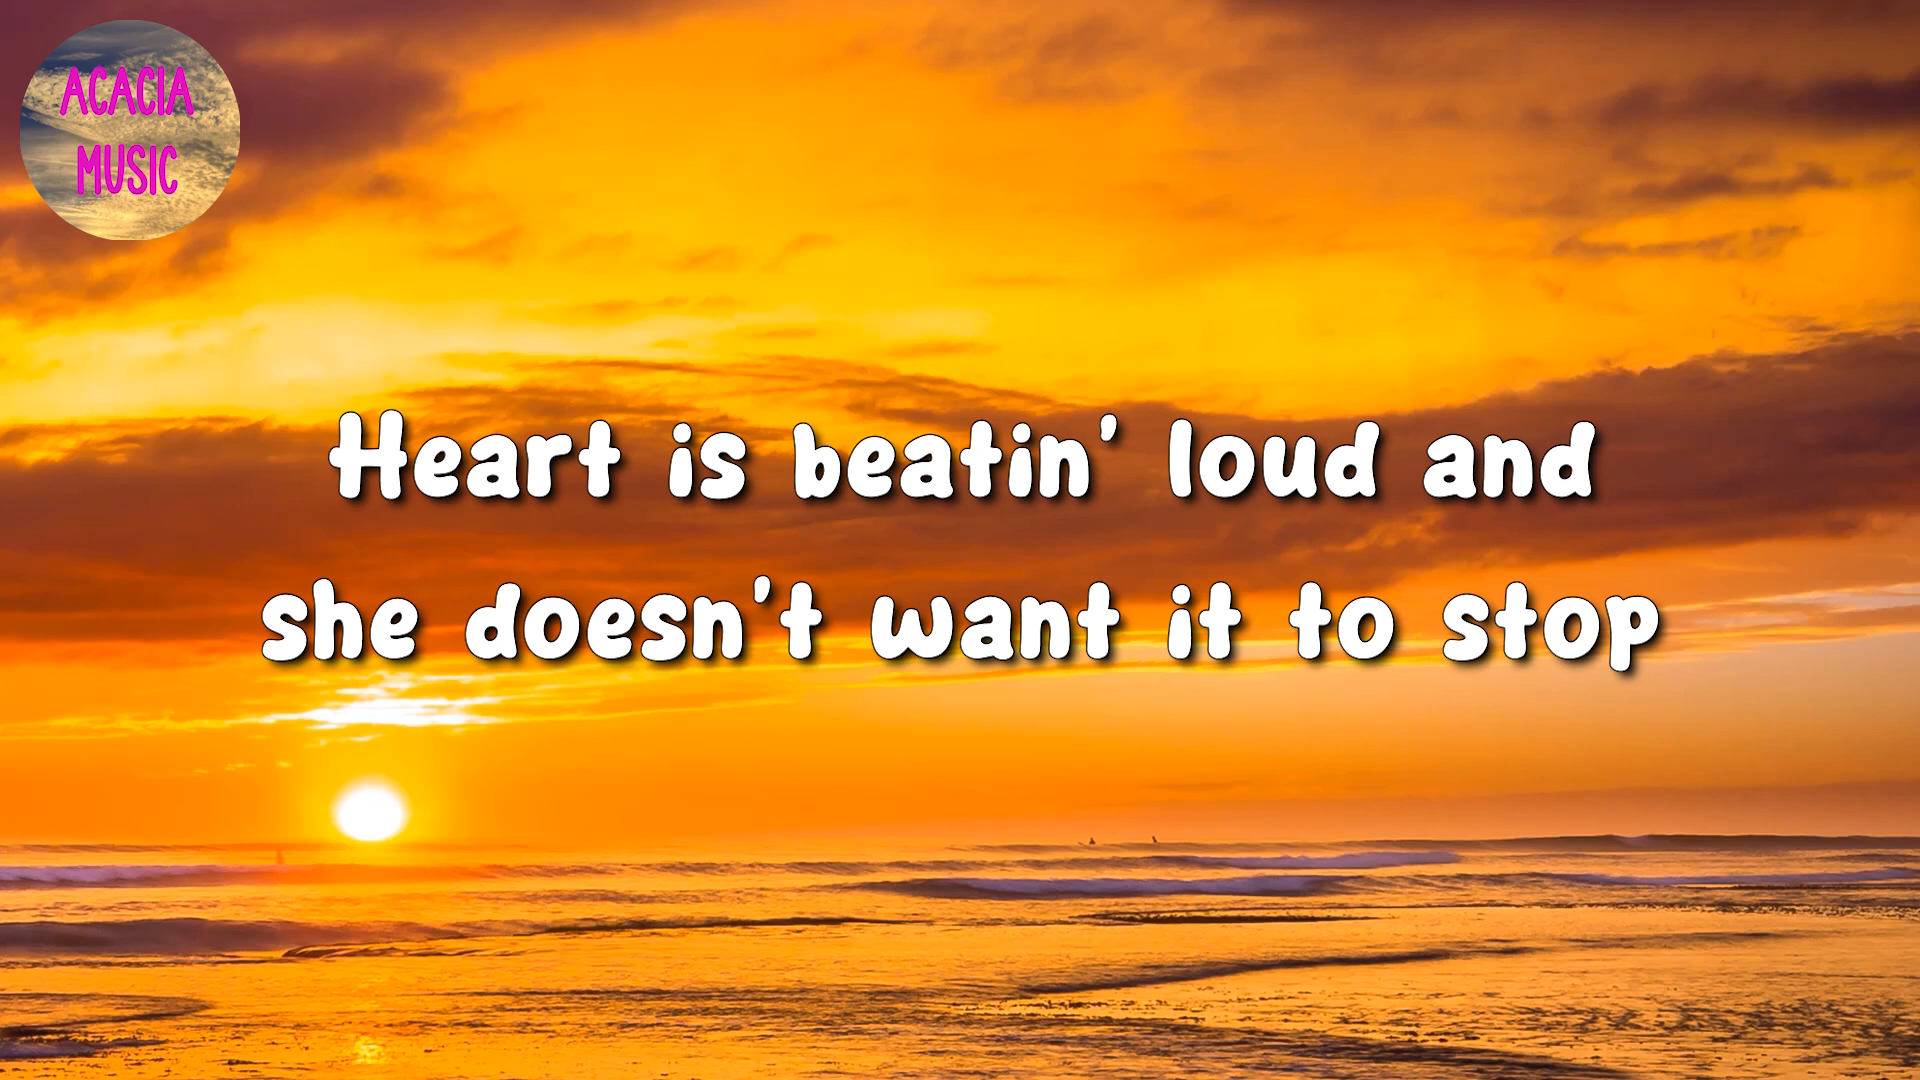 ACACIA
MUSIC
Heart is beatin' loud and
she doesn't want it to stop